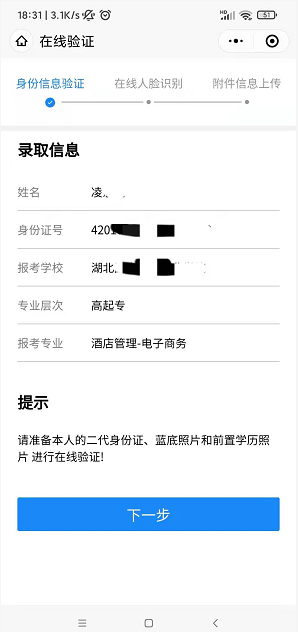 18:31 | 3.1K/s
HD
51
在线验证
身份信息验证
在线人脸识别
附件信息上传
录取信息
姓名 凌
身份证号 420
报考学校 湖北
专业层次 高起专
报考专业 酒店管理-电子商务
提示
请准备本人的二代身份证、蓝底照片和前置学历照
片 进行在线验证!
下一步